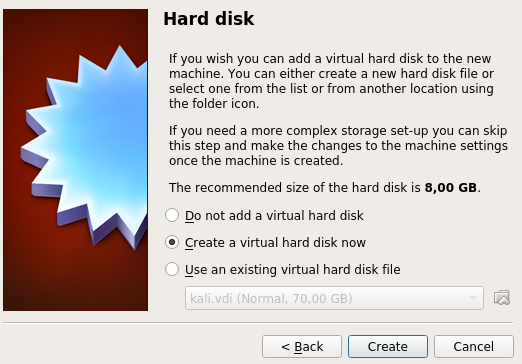 Hard disk
If you wish you can add a virtual hard disk to the new
machine. You can either create a new hard disk file or
select one from the list or from another location using
the folder icon.
If you need a more complex storage set-up you can skip
this step and make the changes to the machine settings
once the machine is created.
The recommended size of the hard disk is 8,00 GB.
Do not add a virtual hard disk
Create a virtual hard disk now
Use an existing virtual hard disk file
kali.vdi (Normal, 70,00 GB)
< Back
Create
Cancel